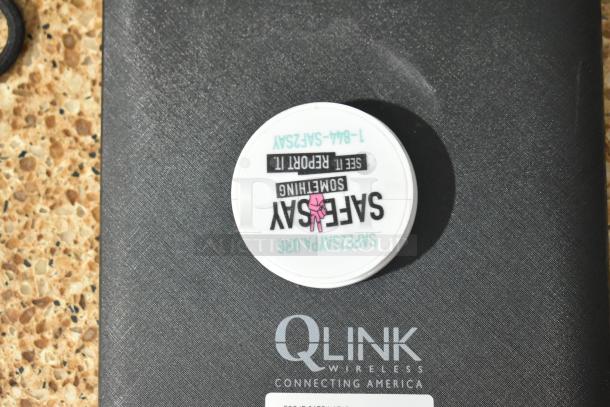 SAFE2SAYPA.ORG
SAFE2SAY
SOMETHING
SEE IT. REPORT IT.
1-844-SAF2SAY
QLINK
WIRELESS
CONNECTING AMERICA